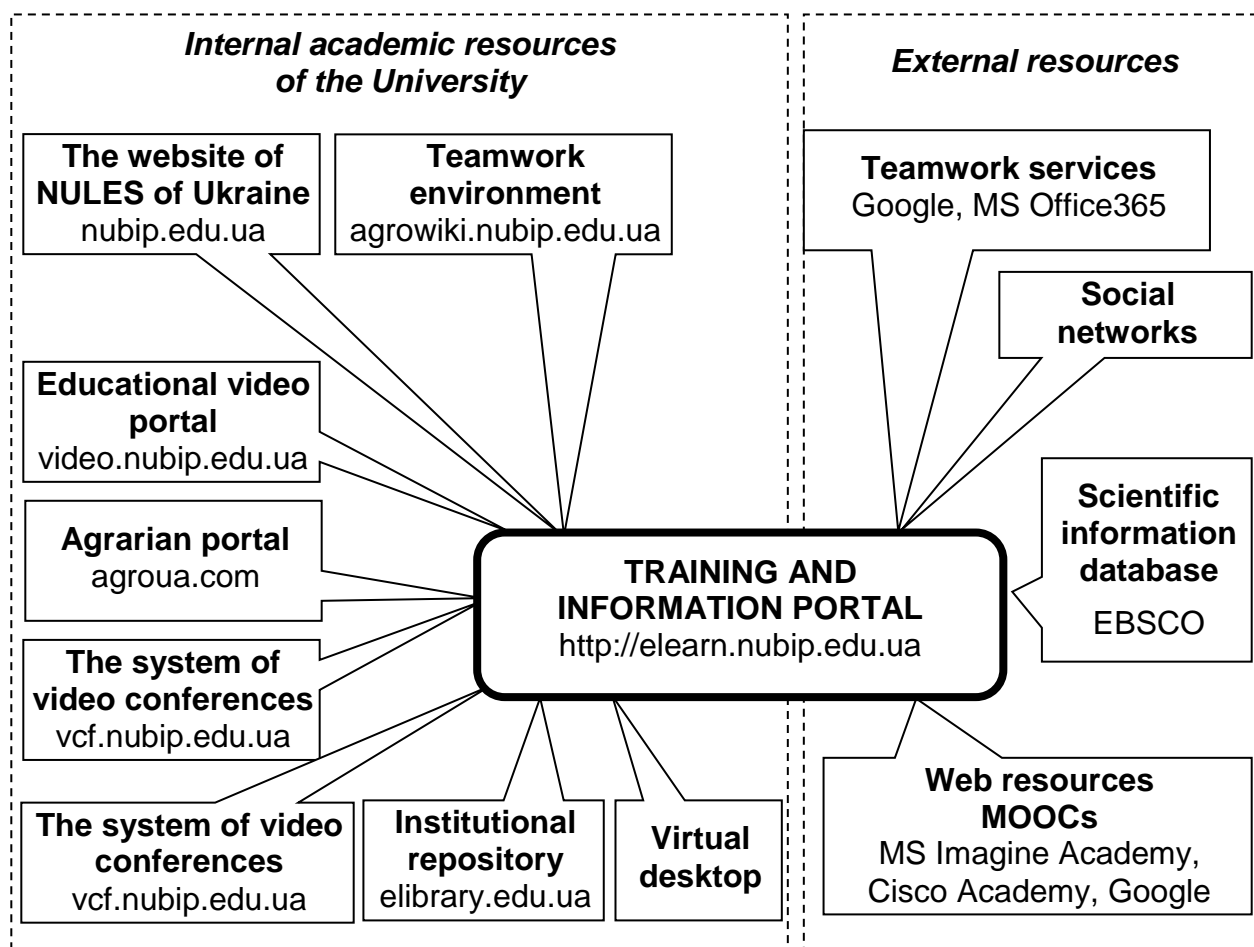 Internal academic resources
of the University
External resources
The website of
NULES of Ukraine
nubip.edu.ua
Teamwork
environment
agrowiki.nubip.edu.ua
Teamwork services
Google, MS Office365
Social
networks
Educational video
portal
video.nubip.edu.ua
Agrarian portal
agroua.com
TRAINING AND
INFORMATION PORTAL
http://elearn.nubip.edu.ua
Scientific
information
database
EBSCO
The system of
video conferences
vcf.nubip.edu.ua
The system of video
conferences
vcf.nubip.edu.ua
Institutional
repository
elibrary.edu.ua
Virtual
desktop
Web resources
MOOCs
MS Imagine Academy,
Cisco Academy, Google